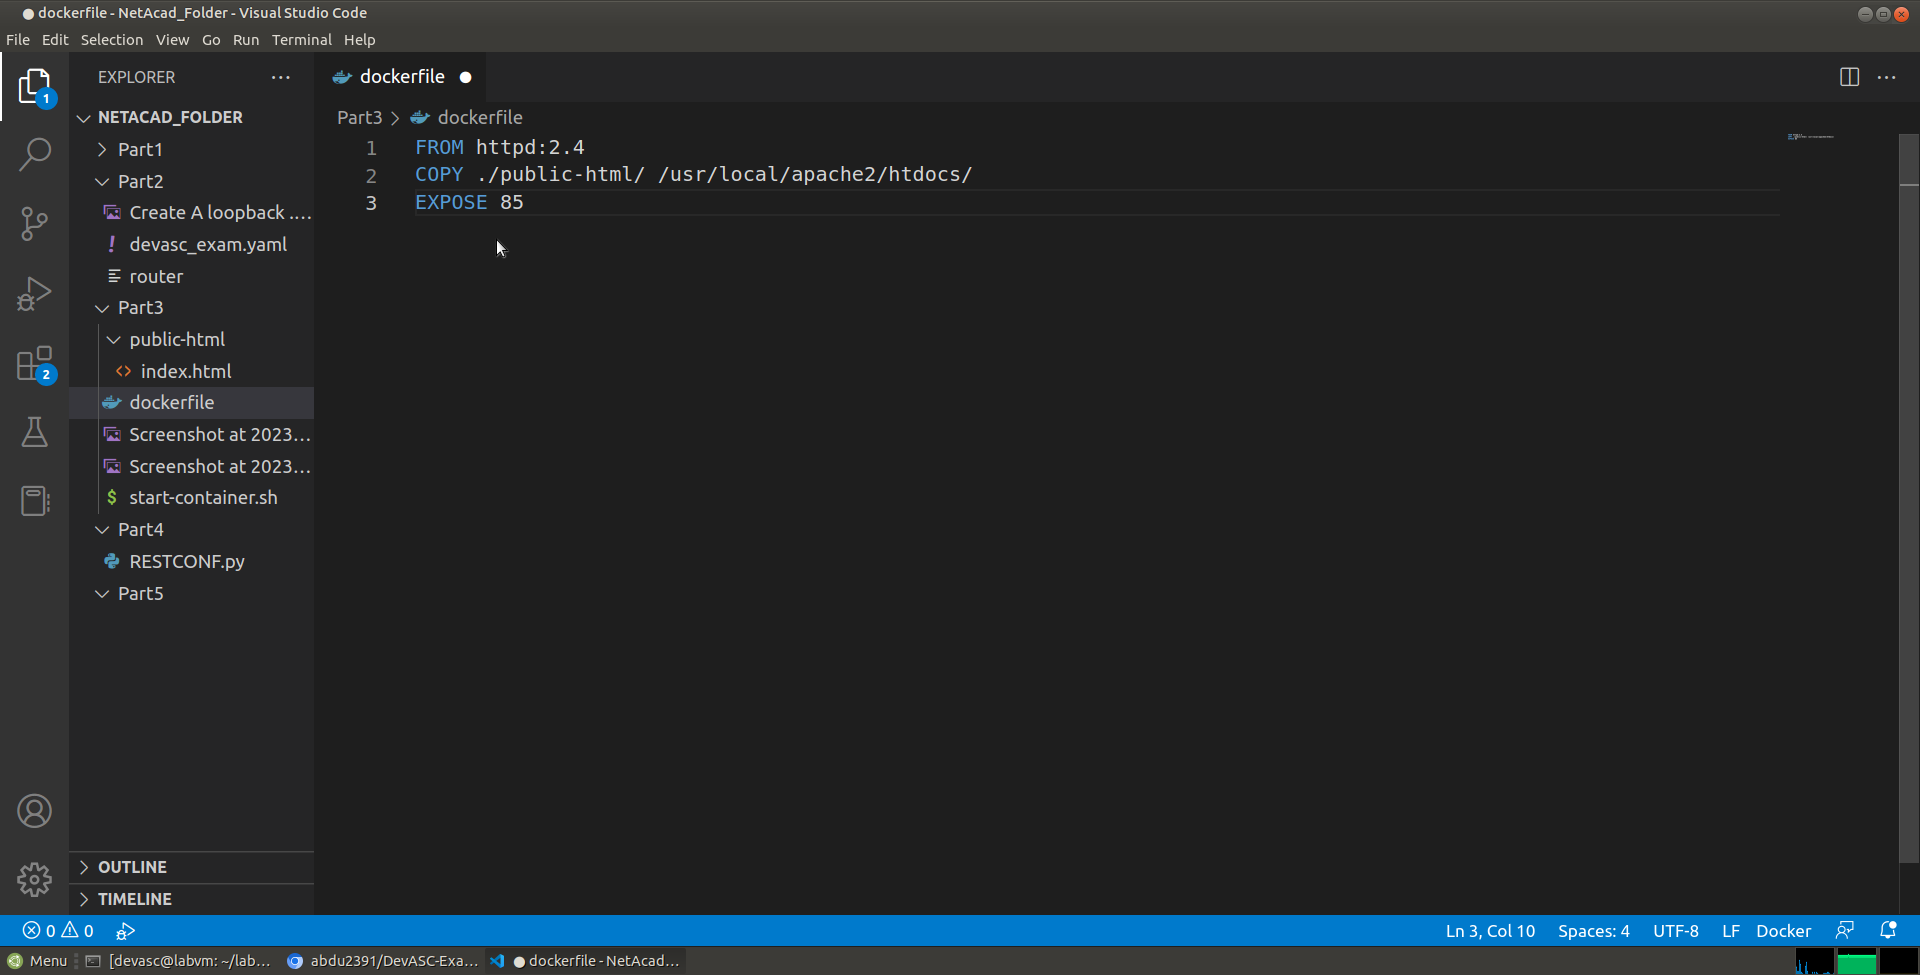 dockerfile - NetAcad_Folder - Visual Studio Code
File Edit Selection View Go Run Terminal Help
EXPLORER
NETACAD_FOLDER
Part1
Part2
Create A loopback ....
devasc_exam.yaml
router
Part3
public-html
index.html
dockerfile
Screenshot at 2023...
Screenshot at 2023...
start-container.sh
Part4
RESTCONF.py
Part5
OUTLINE
TIMELINE
1
2
dockerfile
Part3 > dockerfile
1 FROM httpd:2.4
2 COPY ./public-html/ /usr/local/apache2/htdocs/
3 EXPOSE 85
0 0 Ln 3, Col 10 Spaces: 4 UTF-8 LF Docker
Menu [devasc@labvm: ~/lab... abdu2391/DevASC-Exa... dockerfile - NetAcad...